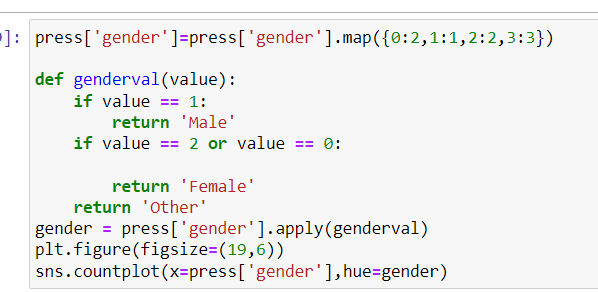 ]: press['gender']=press['gender'].map({0:2,1:1,2:2,3:3})
def genderval(value):
    if value == 1:
        return 'Male'
    if value == 2 or value == 0:
        return 'Female'
    return 'Other'
gender = press['gender'].apply(genderval)
plt.figure(figsize=(19,6))
sns.countplot(x=press['gender'],hue=gender)